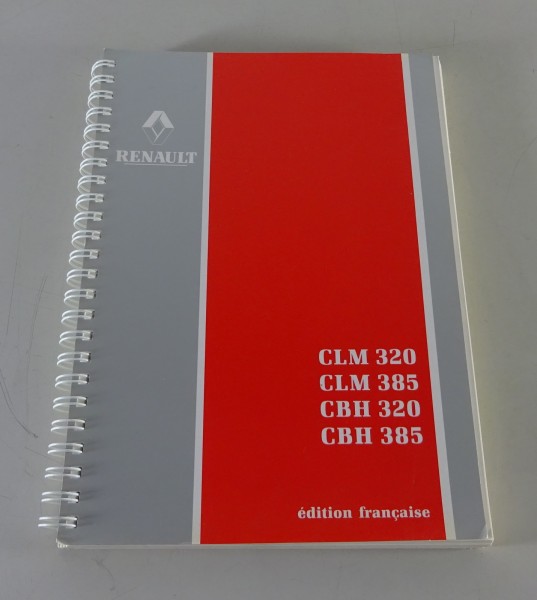 RENAULT
CLM 320
CLM 385
CBH 320
CBH 385
édition française